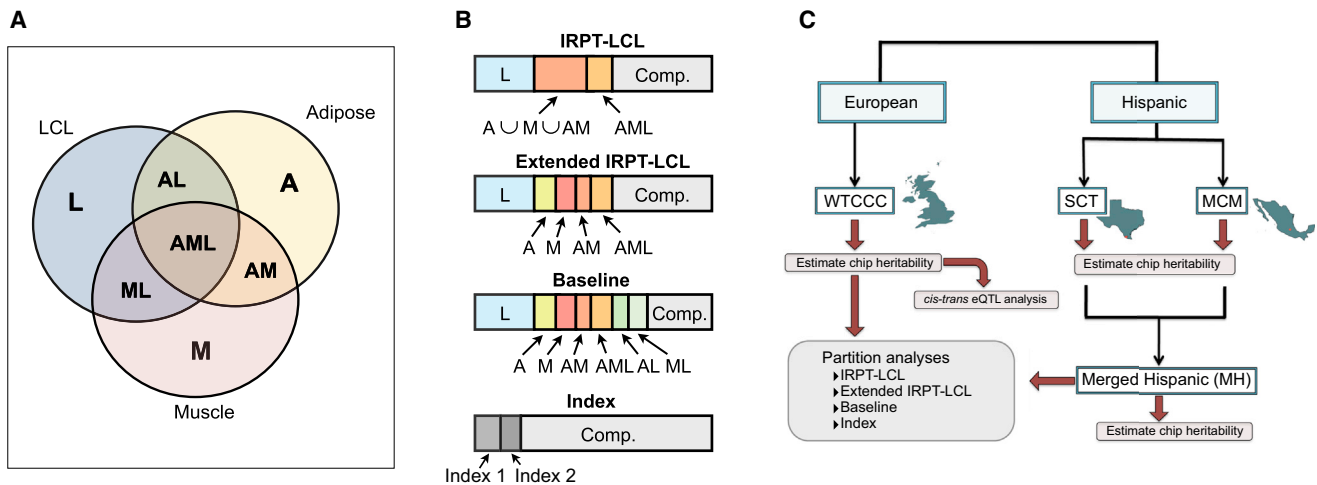 A
LCL
Adipose
AL
A
L
AML
AM
ML
M
Muscle
B
IRPT-LCL
L
Comp.
A ∪ M ∪ AM
AML
Extended IRPT-LCL
L
Comp.
A M AM AML
Baseline
L
Comp.
A M AM AML AL ML
Index
Comp.
Index 1 Index 2
C
European
Hispanic
WTCCC
SCT
MCM
Estimate chip heritability
Estimate chip heritability
cis-trans eQTL analysis
Partition analyses
IRPT-LCL
Extended IRPT-LCL
Baseline
Index
Merged Hispanic (MH)
Estimate chip heritability